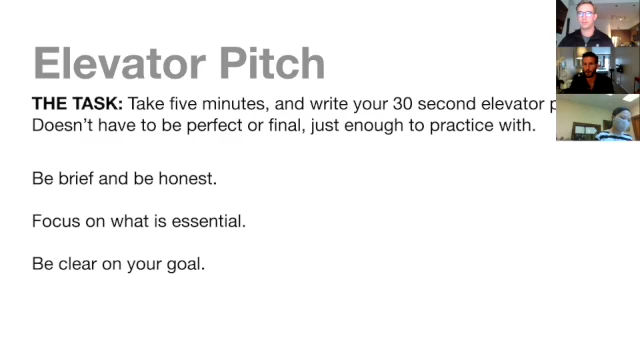 Elevator Pitch
THE TASK: Take five minutes, and write your 30 second elevator
Doesn't have to be perfect or final, just enough to practice with.
Be brief and be honest.
Focus on what is essential.
Be clear on your goal.